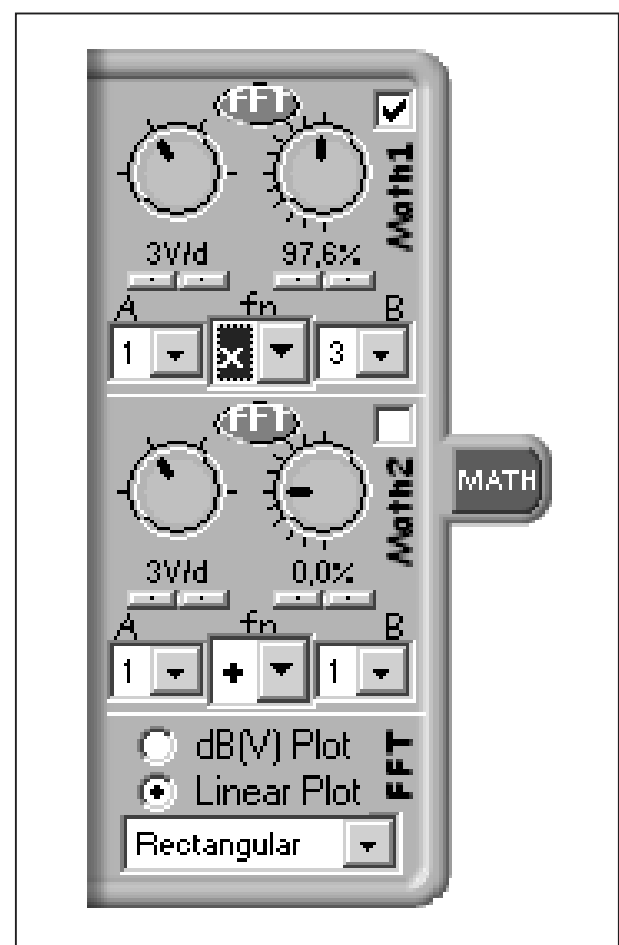 FFT
Math1
3V/d 97,6%
A fn B
1 x 3
FFT
Math2
MATH
3V/d 0,0%
A fn B
1 + 1
dB(V) Plot
Linear Plot
FFT
Rectangular